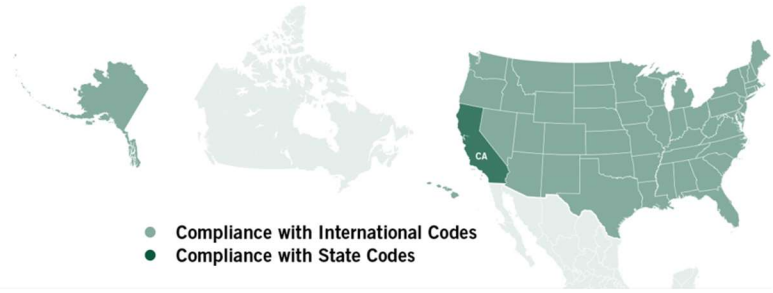 CA
Compliance with International Codes
Compliance with State Codes